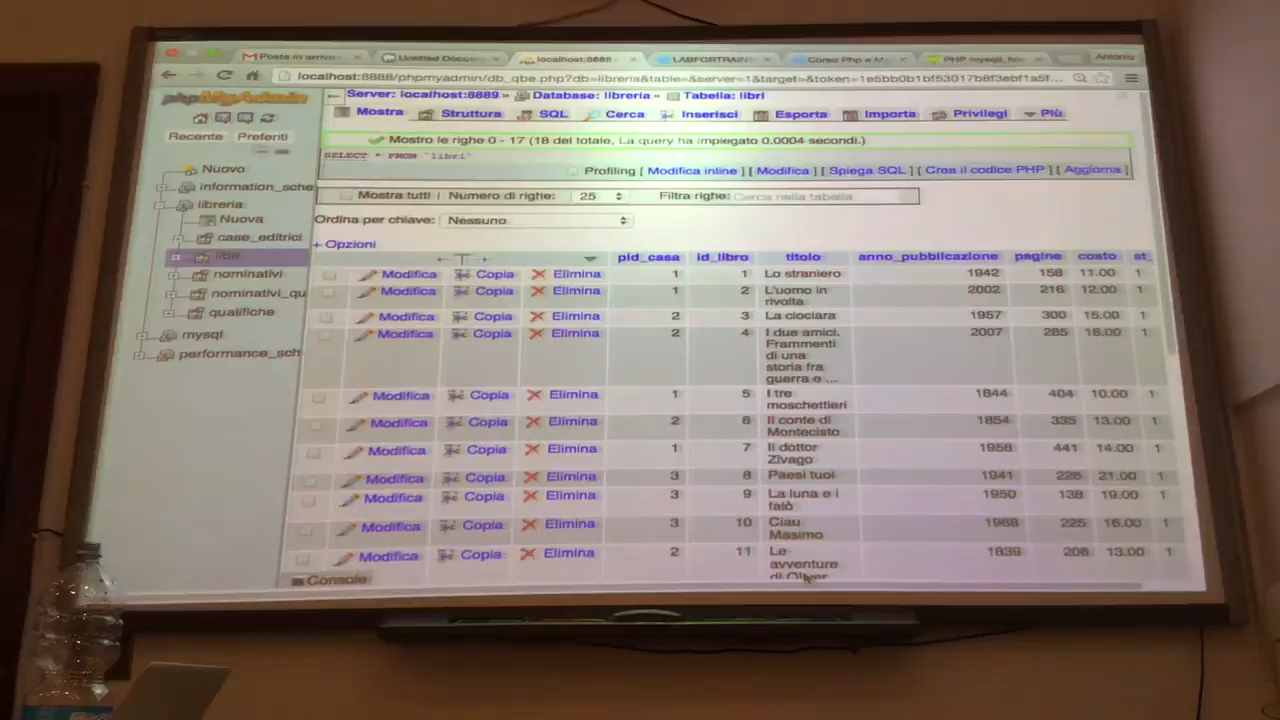 Posta in arrivo
Untitled Docu
localhost:8888
LABFORTRAIN
Corso Php e My
PHP mysql
Antonio
localhost:8888/phpmyadmin/db_qbe.php?db=libreria&table=&server=1&target=&token=1e5bb0b1bf53017b8f3ebf1a5f...
phpMyAdmin
Server: localhost:8889 » Database: libreria » Tabella: libri
Mostra Struttura SQL Cerca Inserisci Esporta Importa Privilegi Più
Recente Preferiti
Nuovo
information_sche
libreria
Nuova
case_editrici
libri
nominativi
nominativi_qu
qualifiche
mysql
performance_sch
Mostro le righe 0 - 17 (18 del totale, La query ha impiegato 0.0004 secondi.)
SELECT * FROM `libri`
Profiling [ Modifica inline ] [ Modifica ] [ Spiega SQL ] [ Crea il codice PHP ] [ Aggiorna ]
Mostra tutti | Numero di righe: 25 Filtra righe: Cerca nella tabella
Ordina per chiave: Nessuno
+ Opzioni
pid_casa id_libro titolo anno_pubblicazione pagine costo st_
Modifica Copia Elimina 1 1 Lo straniero 1942 158 11.00 1
Modifica Copia Elimina 1 2 L'uomo in 2002 216 12.00 1
rivolta
Modifica Copia Elimina 2 3 La ciociara 1957 300 15.00 1
Modifica Copia Elimina 2 4 I due amici. 2007 285 18.00 1
Frammenti
di una
storia fra
guerra e ...
Modifica Copia Elimina 1 5 I tre 1844 404 10.00 1
moschettieri
Modifica Copia Elimina 2 6 Il conte di 1854 335 13.00 1
Montecisto
Modifica Copia Elimina 1 7 Il dottor 1958 441 14.00 1
Zivago
Modifica Copia Elimina 3 8 Paesi tuoi 1941 226 21.00 1
Modifica Copia Elimina 3 9 La luna e i 1950 138 19.00 1
falò
Modifica Copia Elimina 3 10 Ciau 1968 225 16.00 1
Masimo
Modifica Copia Elimina 2 11 Le 1839 206 13.00 1
avventure
di Oliver
Console